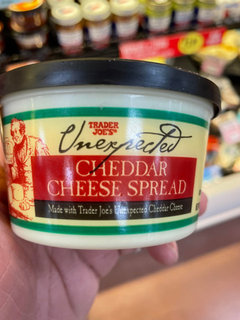 TRADER
JOE'S
Unexpected
CHEDDAR
CHEESE SPREAD
Made with Trader Joe's Unexpected Cheddar Cheese